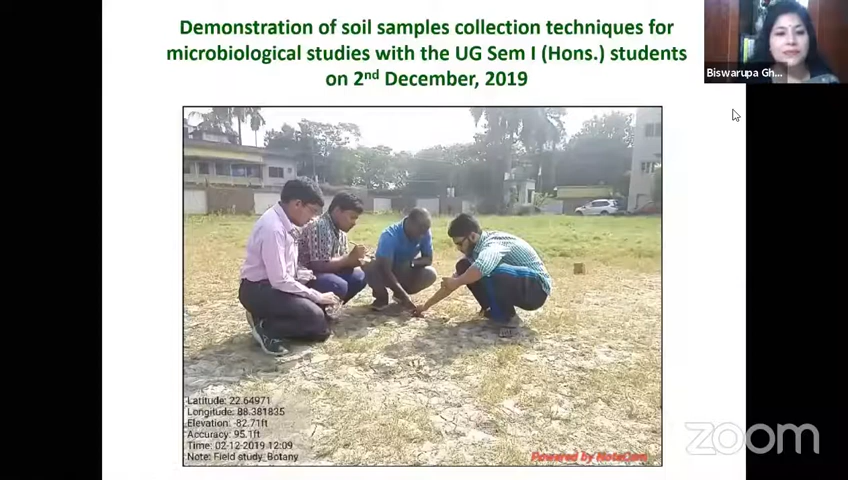 Demonstration of soil samples collection techniques for
microbiological studies with the UG Sem I (Hons.) students
on 2nd December, 2019
Biswarupa Gh...
Latitude: 22.64971
Longitude: 88.381835
Elevation: -82.71ft
Accuracy: 95.1ft
Time: 02-12-2019 12:09
Note: Field study, Botany
Powered by NoteCam
zoom